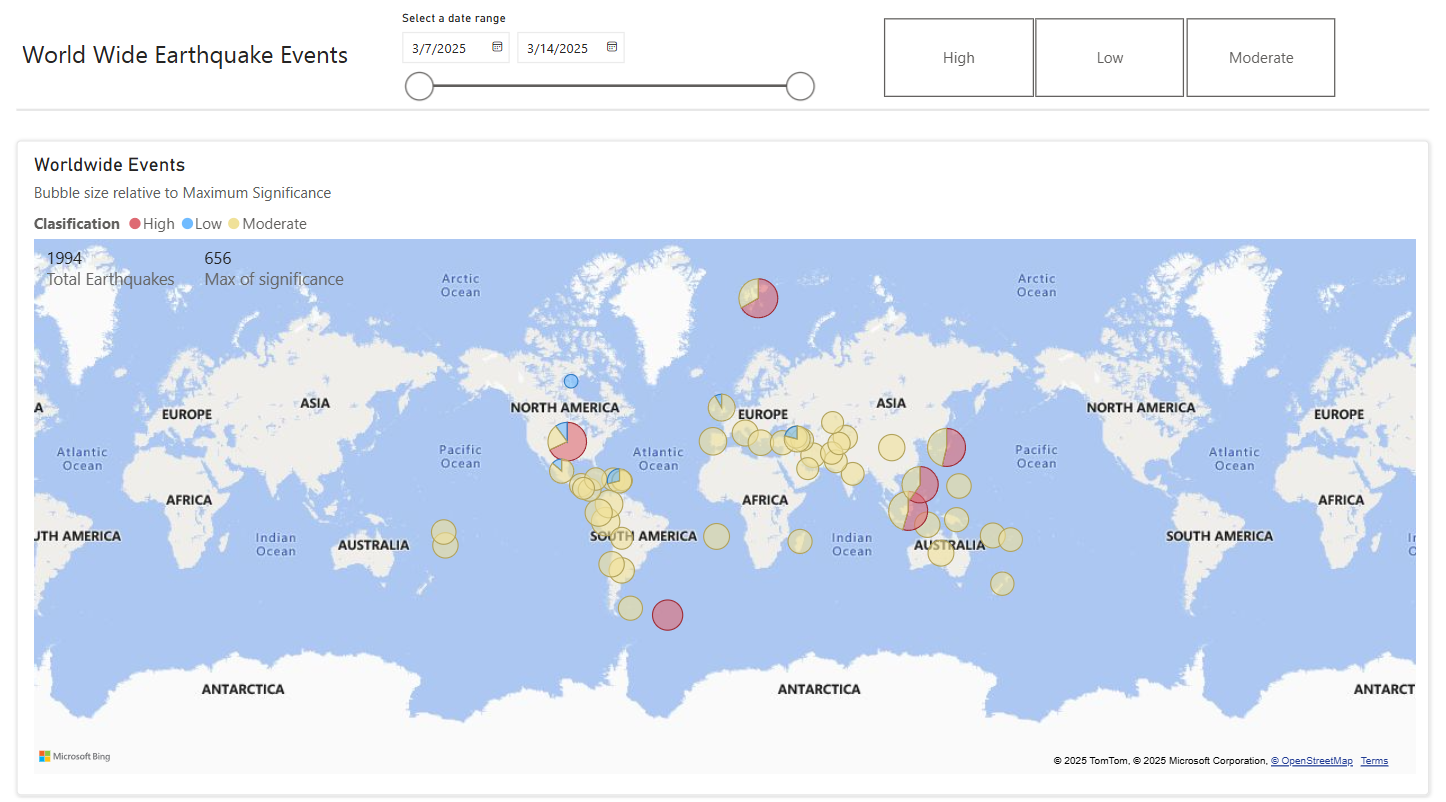 Select a date range
World Wide Earthquake Events
3/7/2025
3/14/2025
High
Low
Moderate
Worldwide Events
Bubble size relative to Maximum Significance
Clasification High Low Moderate
1994
Total Earthquakes
656
Max of significance
Arctic
Ocean
Arctic
Ocean
A
EUROPE
ASIA
NORTH AMERICA
EUROPE
ASIA
NORTH AMERICA
EUROPE
Atlantic
Ocean
Pacific
Ocean
Atlantic
Ocean
Pacific
Ocean
Atlantic
Ocean
AFRICA
AFRICA
AFRICA
UTH AMERICA
Indian
Ocean
AUSTRALIA
SOUTH AMERICA
Indian
Ocean
AUSTRALIA
SOUTH AMERICA
ANTARCTICA
ANTARCTICA
ANTARCT
Microsoft Bing
© 2025 TomTom, © 2025 Microsoft Corporation, © OpenStreetMap Terms